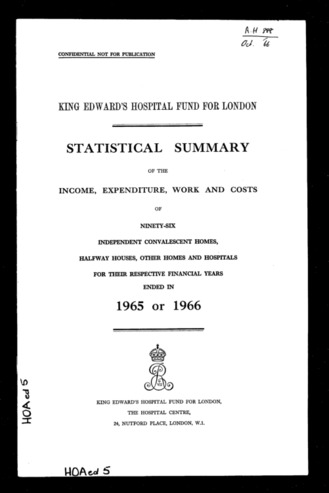 Oct. '66
CONFIDENTIAL NOT FOR PUBLICATION
KING EDWARD'S HOSPITAL FUND FOR LONDON
STATISTICAL SUMMARY
OF THE
INCOME, EXPENDITURE, WORK AND COSTS
OF
NINETY-SIX
INDEPENDENT CONVALESCENT HOMES,
HALFWAY HOUSES, OTHER HOMES AND HOSPITALS
FOR THEIR RESPECTIVE FINANCIAL YEARS
ENDED IN
1965 or 1966
KING EDWARD'S HOSPITAL FUND FOR LONDON,
THE HOSPITAL CENTRE,
24, NUTFORD PLACE, LONDON, W.1.
HOAed 5
HOAed 5